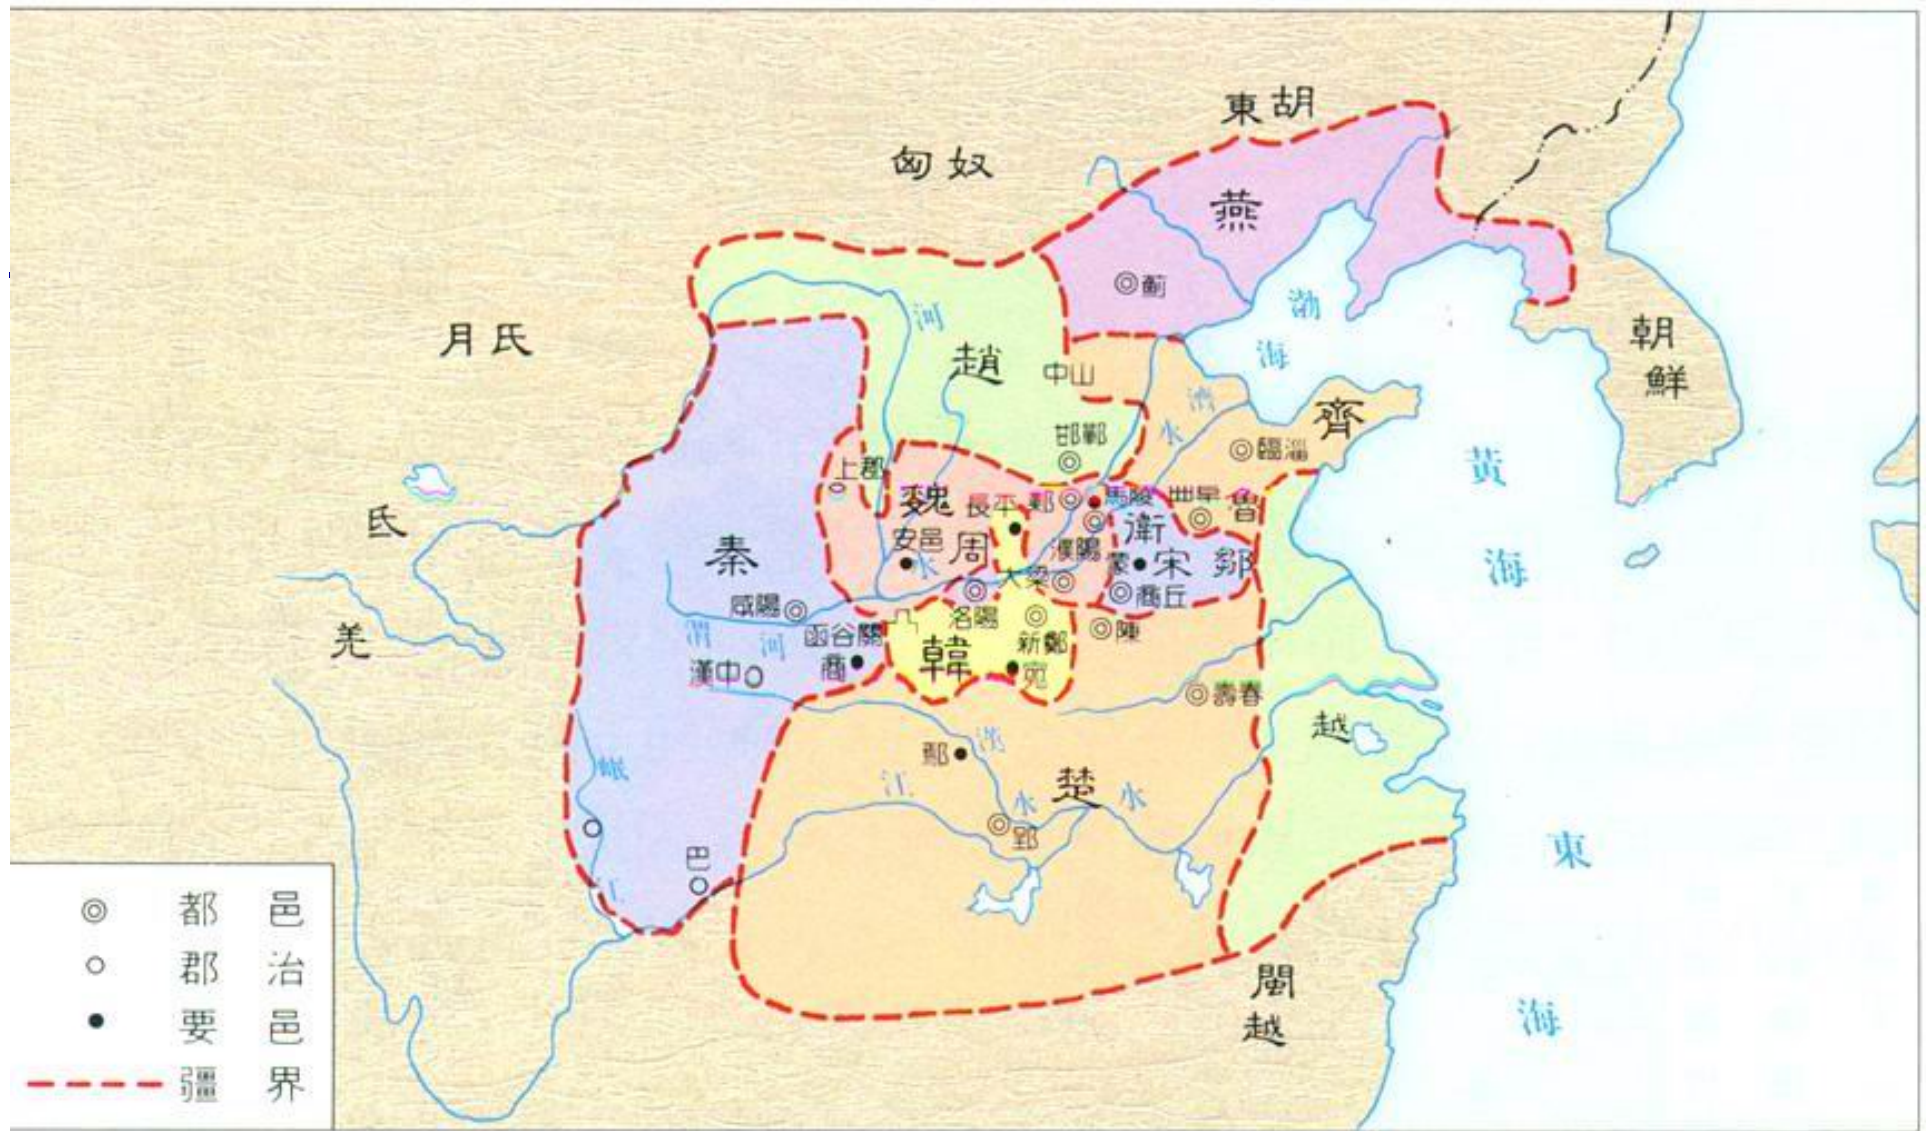 東胡
匈奴
燕
薊
渤
海
月氏
河
趙
中山
朝
鮮
濟
水
齊
邯鄲
臨淄
黃
海
上郡
魏
長平
鄴
馬陵
曲阜
魯
氐
秦
安邑
水
周
濮陽
衛
大梁
蒙
宋
鄒
商丘
咸陽
洛陽
羌
渭
河
函谷關
韓
新鄭
陳
漢中
商
宛
壽春
越
鄢
漢
水
岷
江
江
水
楚
郢
東
海
巴
閩
越
都邑
郡治
要邑
疆界